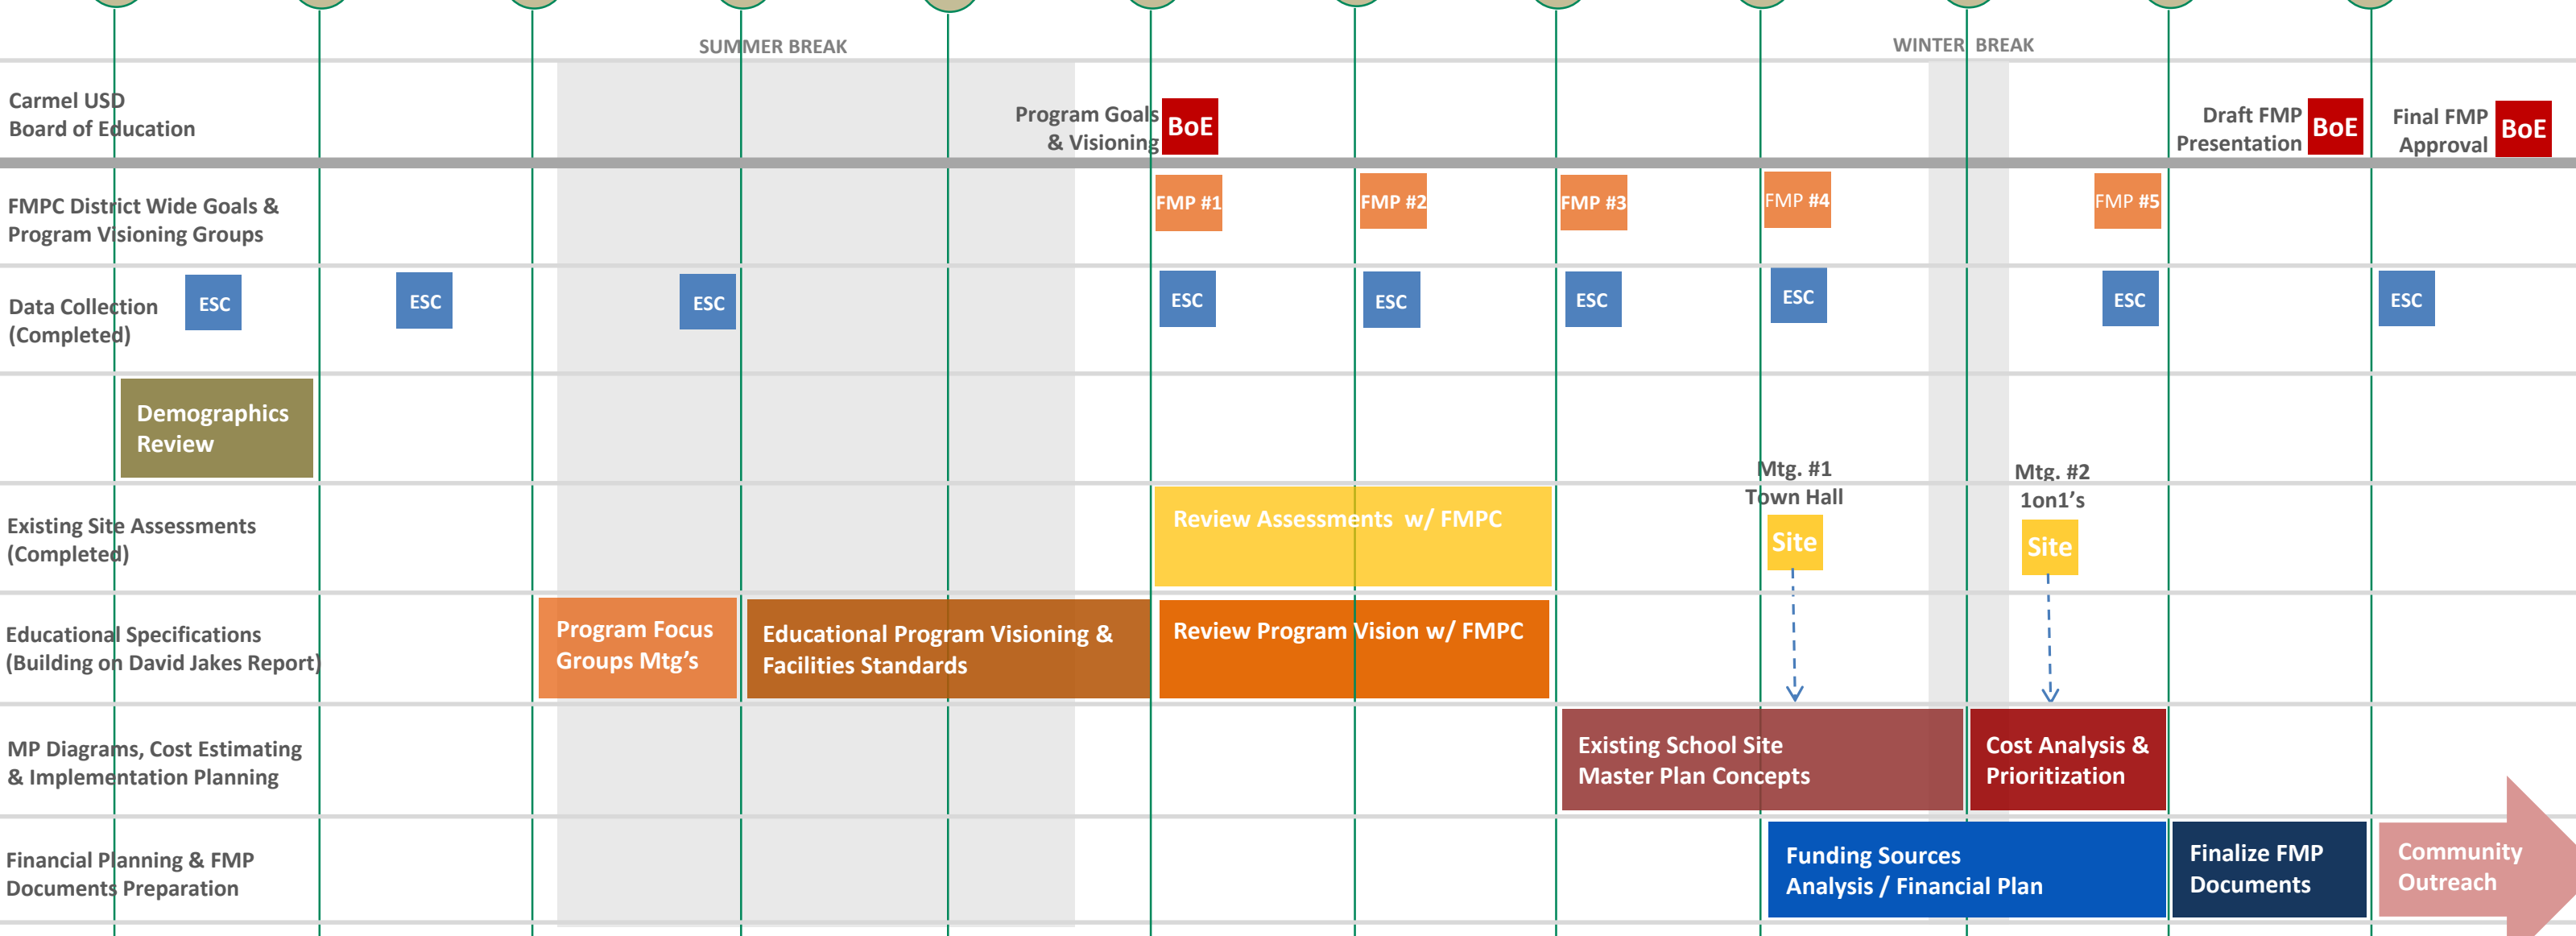 SUMMER BREAK
WINTER BREAK
Carmel USD
Board of Education
Program Goals
& Visioning
BoE
Draft FMP
Presentation
BoE
Final FMP
Approval
BoE
FMPC District Wide Goals &
Program Visioning Groups
FMP #1
FMP #2
FMP #3
FMP #4
FMP #5
Data Collection
(Completed)
ESC
ESC
ESC
ESC
ESC
ESC
ESC
ESC
ESC
Demographics
Review
Existing Site Assessments
(Completed)
Review Assessments w/ FMPC
Mtg. #1
Town Hall
Site
Mtg. #2
1on1's
Site
Educational Specifications
(Building on David Jakes Report)
Program Focus
Groups Mtg's
Educational Program Visioning &
Facilities Standards
Review Program Vision w/ FMPC
MP Diagrams, Cost Estimating
& Implementation Planning
Existing School Site
Master Plan Concepts
Cost Analysis &
Prioritization
Financial Planning & FMP
Documents Preparation
Funding Sources
Analysis / Financial Plan
Finalize FMP
Documents
Community
Outreach